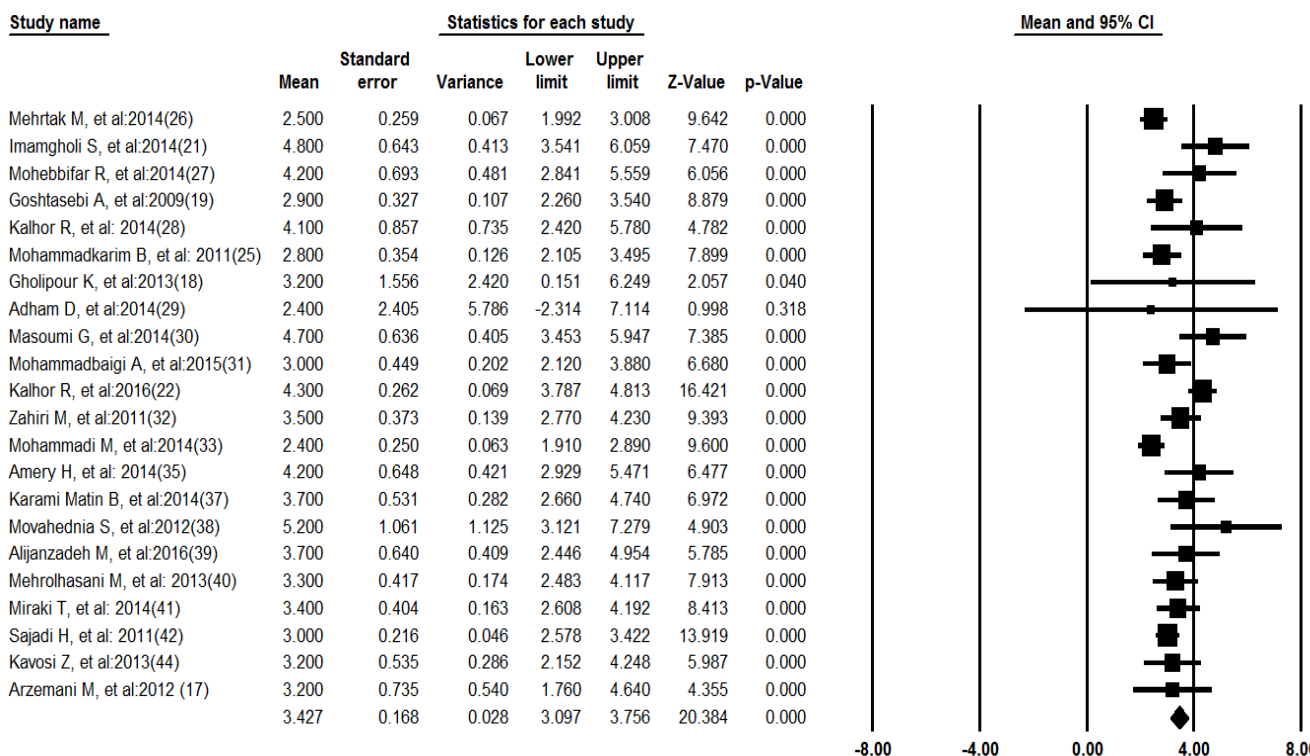 Study name Statistics for each study Mean and 95% CI
Standard Lower Upper
Mean error Variance limit limit Z-Value p-Value
Mehrtak M, et al:2014(26) 2.500 0.259 0.067 1.992 3.008 9.642 0.000
Imamgholi S, et:2014(21) 4.800 0.643 0.413 3.541 6.059 7.470 0.000
Mohebbifar R, et:2014(27) 4.200 0.693 0.481 2.841 5.559 6.056 0.000
Goshtasebi A, et:2009(19) 2.900 0.327 0.107 2.260 3.540 8.879 0.000
Kalhor R, et:2014(28) 4.100 0.857 0.735 2.420 5.780 4.782 0.000
Mohammadkarim B, et: 2011(25) 2.800 0.354 0.126 2.105 3.495 7.899 0.000
Gholipour K, et:2013(18) 3.200 1.556 2.420 0.151 6.249 2.057 0.040
Adham D, et:2014(29) 2.400 2.405 5.786 -2.314 7.114 0.998 0.318
Masoumi G, et:2014(30) 4.700 0.636 0.405 3.453 5.947 7.385 0.000
Mohammadbaigi A, et:2015(31) 3.000 0.449 0.202 2.120 3.880 6.680 0.000
Kalhor R, et:2016(22) 4.300 0.262 0.069 3.787 4.813 16.421 0.000
Zahiri M, et:2011(32) 3.500 0.373 0.139 2.770 4.230 9.393 0.000
Mohammadi M, et:2014(33) 2.400 0.250 0.063 1.910 2.890 9.600 0.000
Amery H, et: 2014(35) 4.200 0.648 0.421 2.929 5.471 6.477 0.000
Karami Matin B, et:2014(37) 3.700 0.531 0.282 2.660 4.740 6.972 0.000
Movahednia S, et:2012(38) 5.200 1.061 1.125 3.121 7.279 4.903 0.000
Alijanzadeh M, et:2016(39) 3.700 0.640 0.409 2.446 4.954 5.785 0.000
Mehrolhasani M, et: 2013(40) 3.300 0.417 0.174 2.483 4.117 7.913 0.000
Miraki T, et: 2014(41) 3.400 0.404 0.163 2.608 4.192 8.413 0.000
Sajadi H, et: 2011(42) 3.000 0.216 0.046 2.578 3.422 13.919 0.000
Kavosi Z, et:2013(44) 3.200 0.535 0.286 2.152 4.248 5.987 0.000
Arzemani M, et:2012 (17) 3.200 0.735 0.540 1.760 4.640 4.355 0.000
3.427 0.168 0.028 3.097 3.756 20.384 0.000
-8.00 -4.00 0.00 4.00 8.00